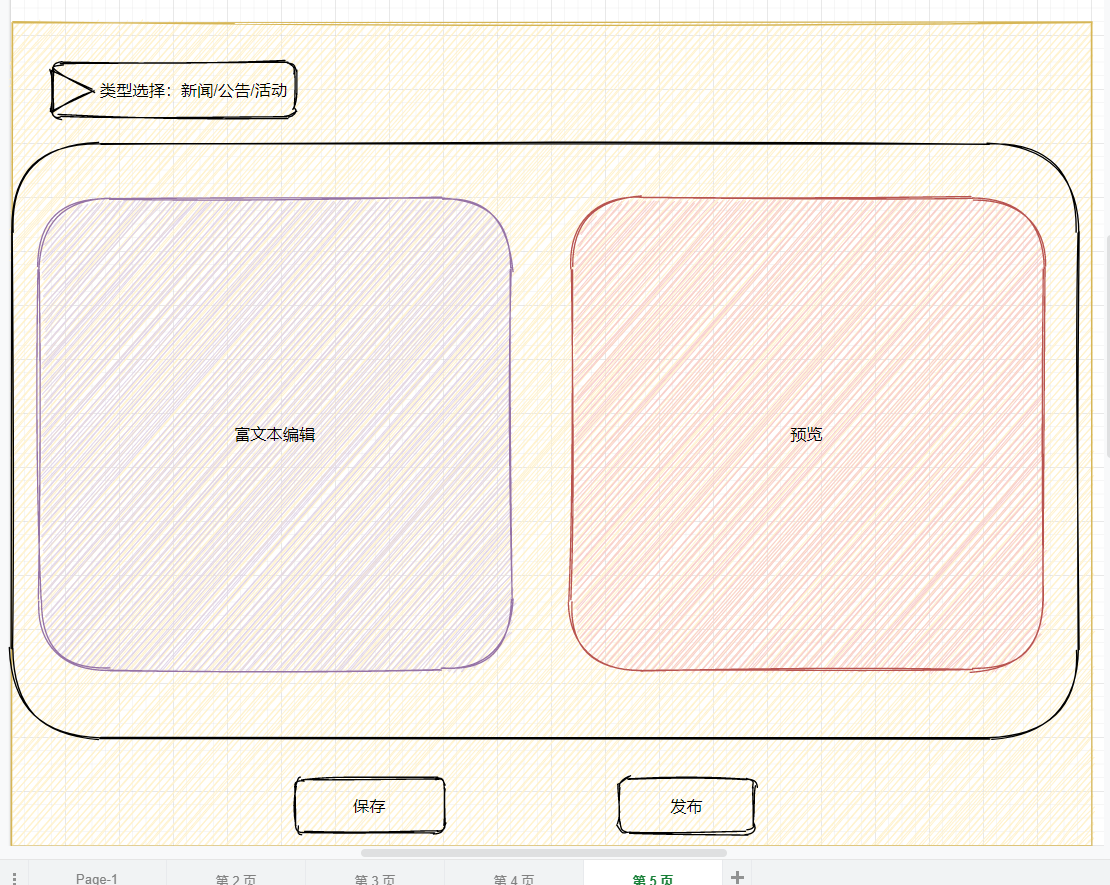 类型选择：新闻/公告/活动
富文本编辑
预览
保存
发布
Page-1
第 2 页
第 3 页
第 4 页
第 5 页